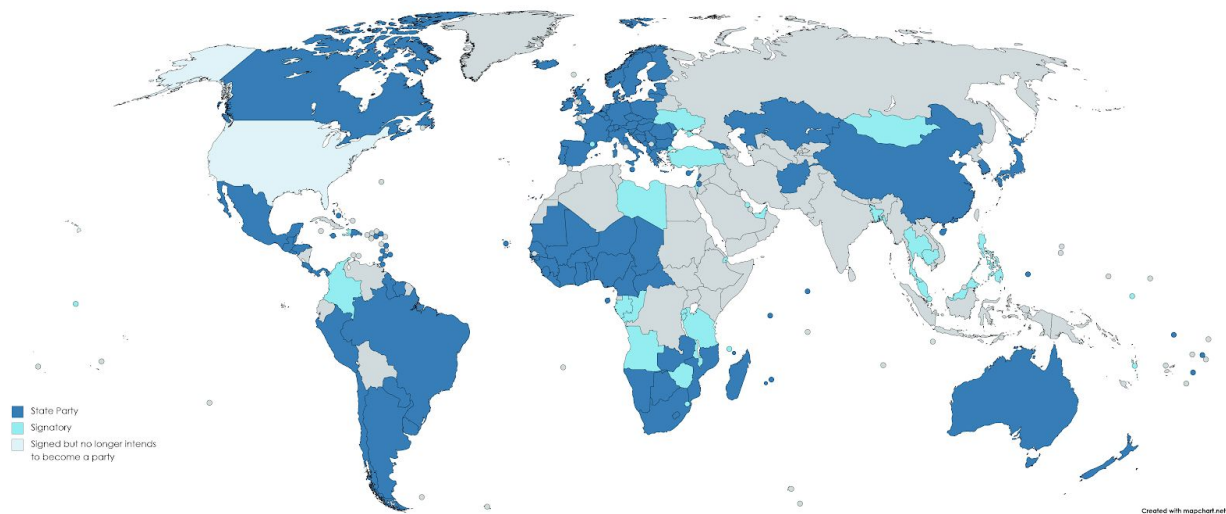 State Party
Signatory
Signed but no longer intends
to become a party
Created with mapchart.net